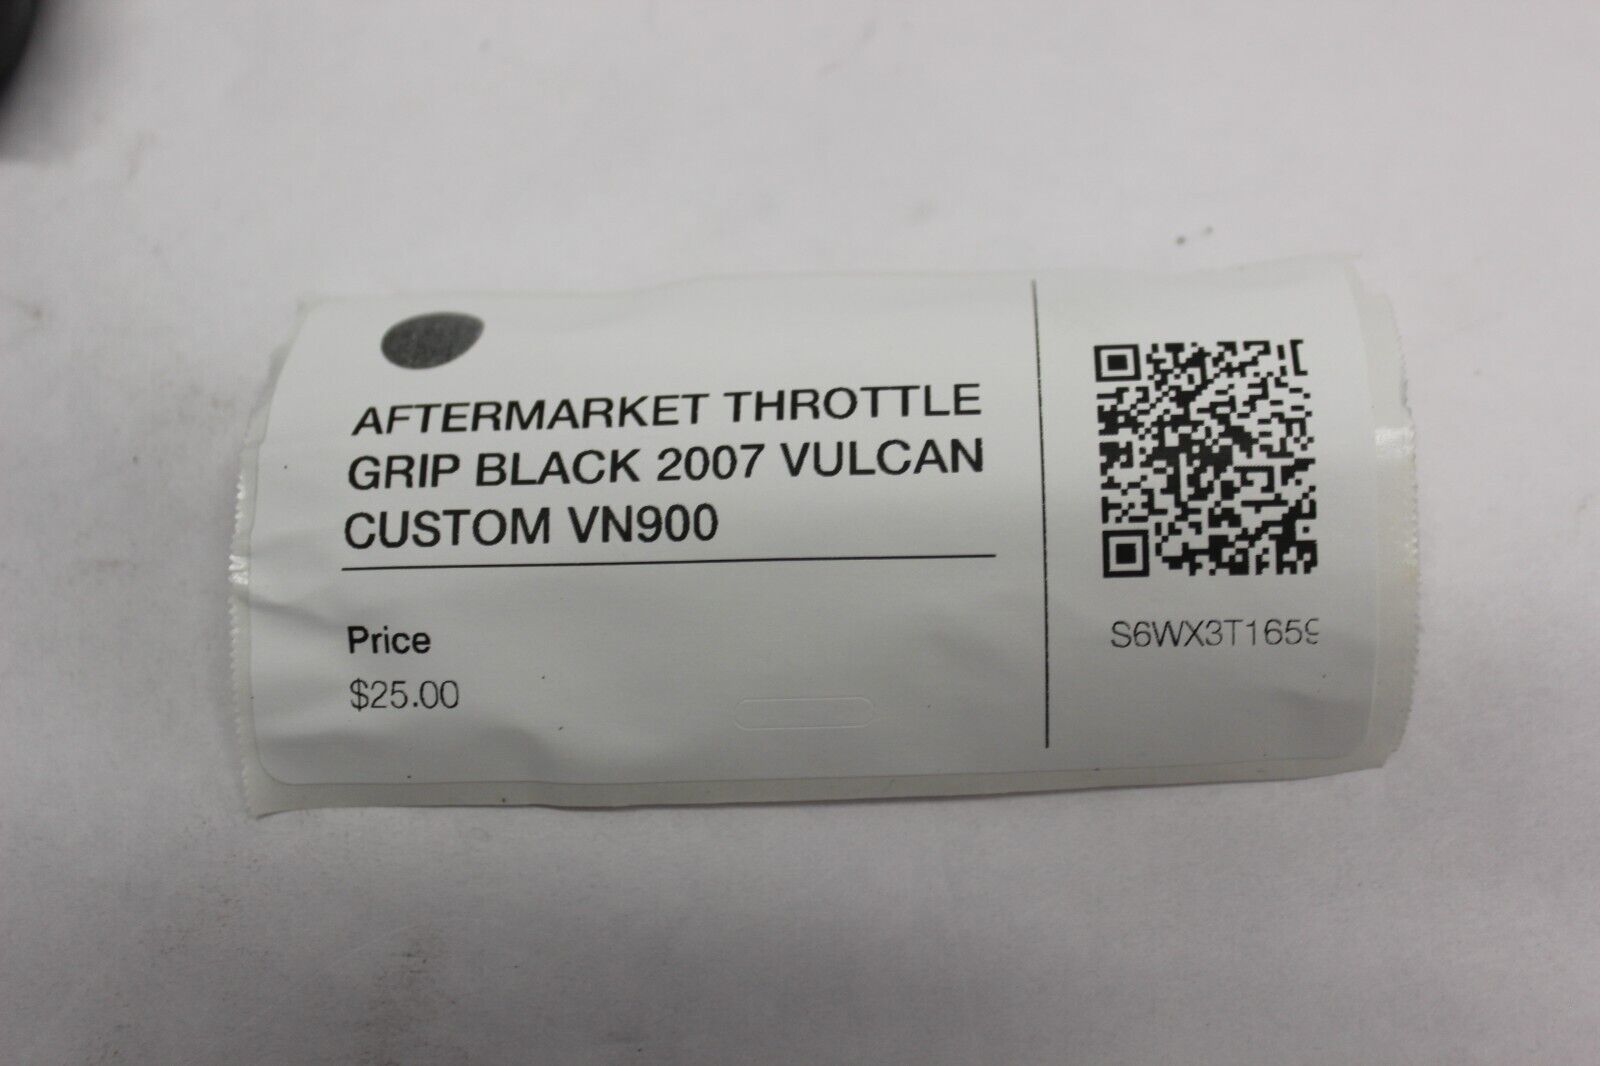 AFTERMARKET THROTTLE
GRIP BLACK 2007 VULCAN
CUSTOM VN900
Price
$25.00
S6WX3T1659